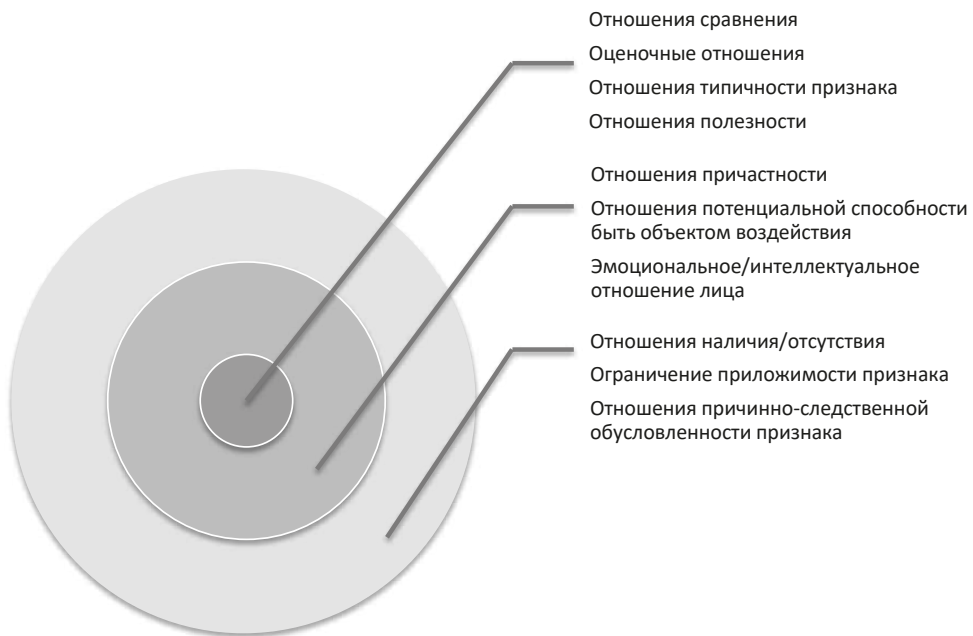 Отношения сравнения
Оценочные отношения
Отношения типичности признака
Отношения полезности
Отношения причастности
Отношения потенциальной способности
быть объектом воздействия
Эмоциональное/интеллектуальное
отношение лица
Отношения наличия/отсутствия
Ограничение приложимости признака
Отношения причинно-следственной
обусловленности признака